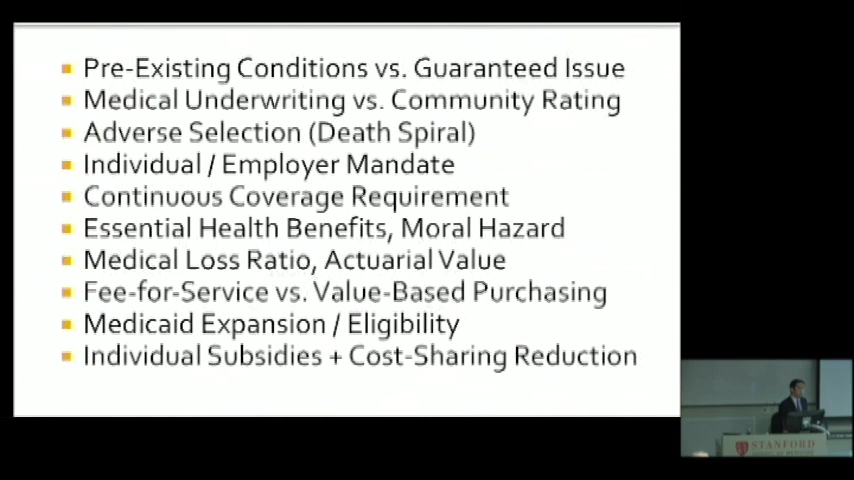 Pre-Existing Conditions vs. Guaranteed Issue
Medical Underwriting vs. Community Rating
Adverse Selection (Death Spiral)
Individual / Employer Mandate
Continuous Coverage Requirement
Essential Health Benefits, Moral Hazard
Medical Loss Ratio, Actuarial Value
Fee-for-Service vs. Value-Based Purchasing
Medicaid Expansion / Eligibility
Individual Subsidies + Cost-Sharing Reduction
STANFORD